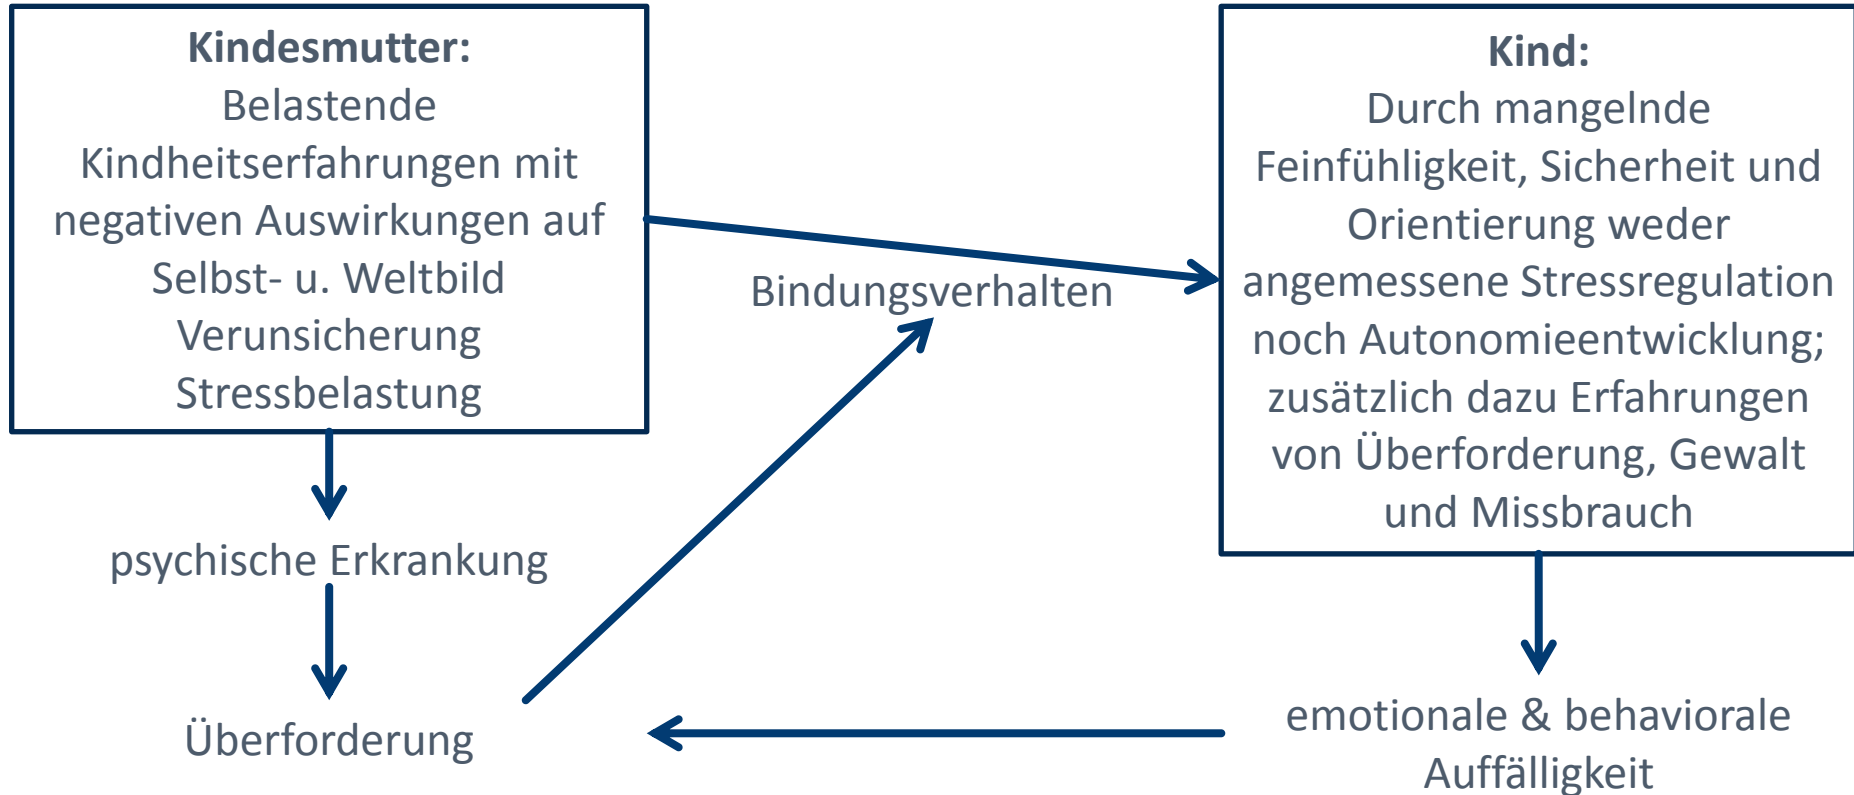 Kindesmutter:
Belastende
Kindheitserfahrungen mit
negativen Auswirkungen auf
Selbst- u. Weltbild
Verunsicherung
Stressbelastung
psychische Erkrankung
Überforderung
Bindungsverhalten
Kind:
Durch mangelnde
Feinfühligkeit, Sicherheit und
Orientierung weder
angemessene Stressregulation
noch Autonomieentwicklung;
zusätzlich dazu Erfahrungen
von Überforderung, Gewalt
und Missbrauch
emotionale & behaviorale
Auffälligkeit